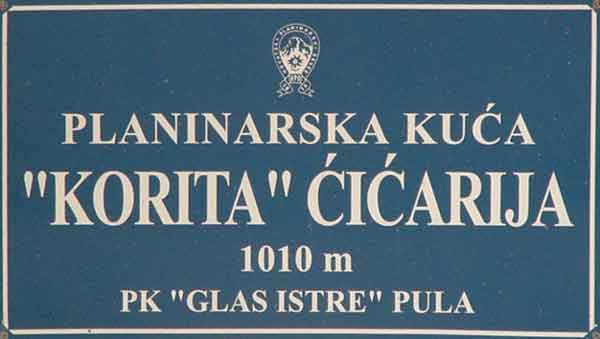 PLANINARSKA KUĆA
"KORITA" ĆIĆARIJA
1010 m
PK "GLAS ISTRE" PULA